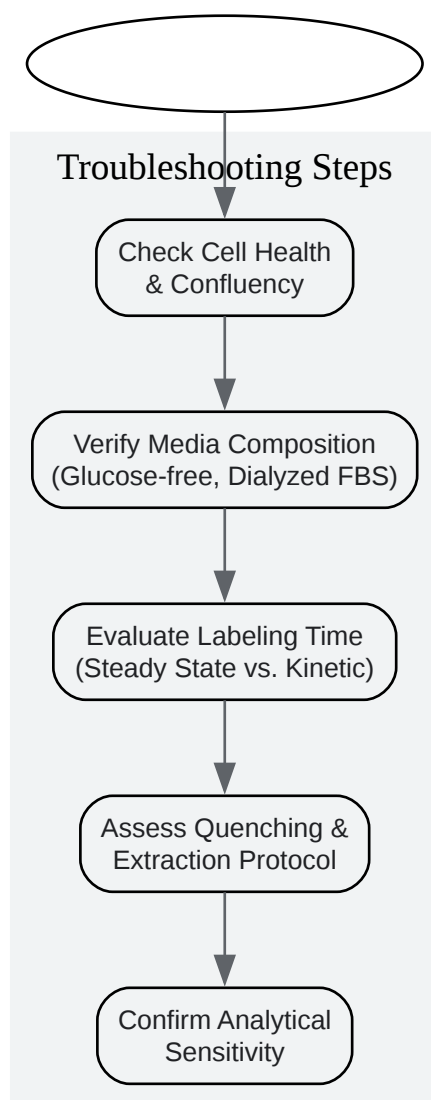 Troubleshooting Steps
Check Cell Health
& Confluency
Verify Media Composition
(Glucose-free, Dialyzed FBS)
Evaluate Labeling Time
(Steady State vs. Kinetic)
Assess Quenching &
Extraction Protocol
Confirm Analytical
Sensitivity